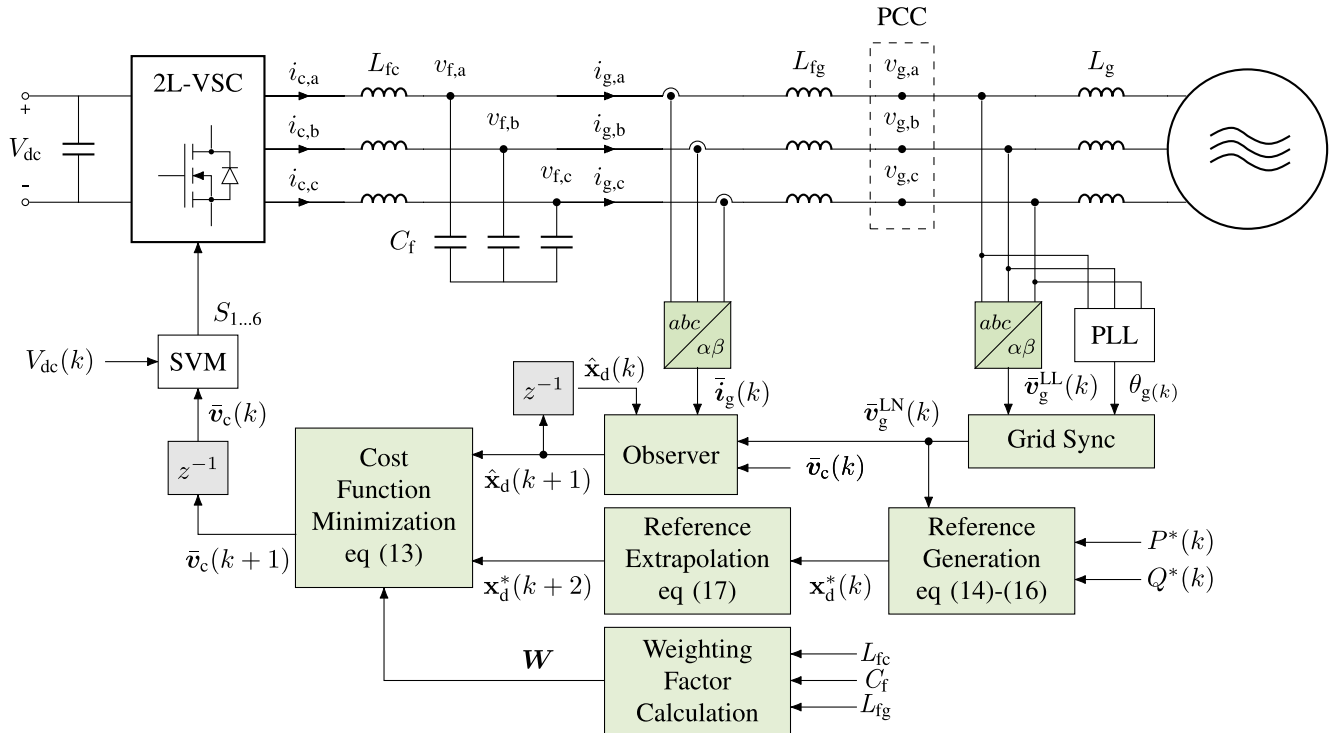 PCC
2L-VSC
i_c,a
L_fc
v_f,a
i_g,a
L_fg
v_g,a
L_g
+
V_dc
-
i_c,b
v_f,b
i_g,b
v_g,b
i_c,c
v_f,c
i_g,c
v_g,c
C_f
S_1...6
abc
αβ
abc
αβ
PLL
V_dc(k)
SVM
z⁻¹
x̂_d(k)
ī_g(k)
v̄_g^LL(k)
θ_g(k)
v̄_c(k)
v̄_g^LN(k)
Grid Sync
z⁻¹
Cost
Function
Minimization
eq (13)
x̂_d(k+1)
Observer
v̄_c(k)
v̄_c(k+1)
x*_d(k+2)
Reference
Extrapolation
eq (17)
x*_d(k)
Reference
Generation
eq (14)-(16)
P*(k)
Q*(k)
W
Weighting
Factor
Calculation
L_fc
C_f
L_fg